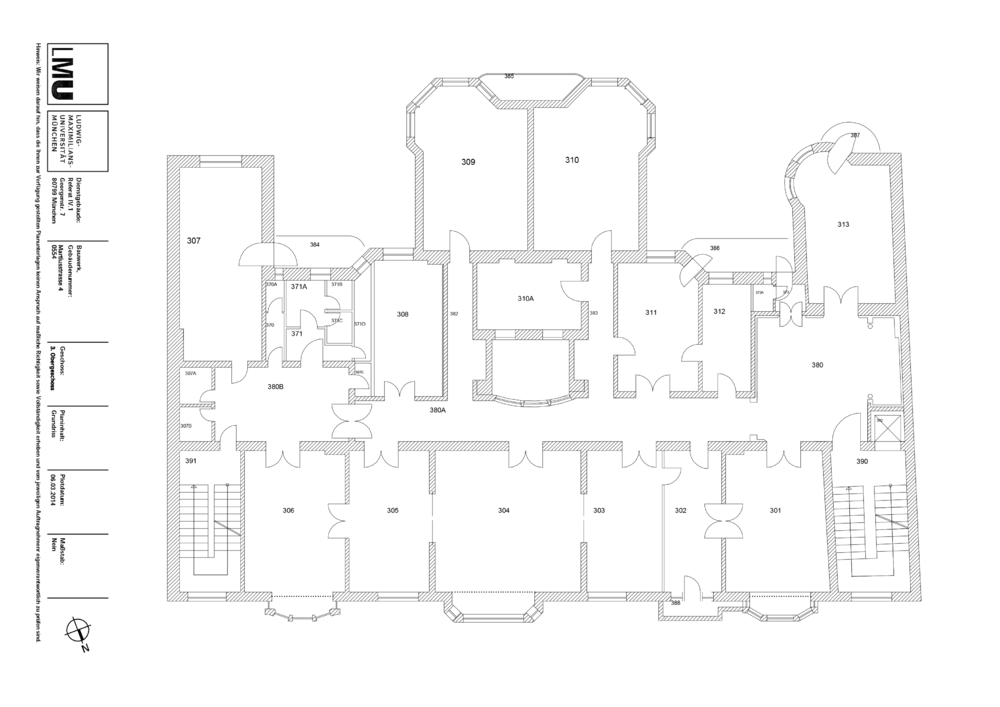 LMU
LUDWIG-
MAXIMILIANS-
UNIVERSITÄT
MÜNCHEN
Dienstgebäude:
Referat IV.1
Georgenstr. 7
80799 München
Bauwerk,
Gebäudenummer:
Martiusstrasse 4
0554
Geschoss:
3. Obergeschoss
Planinhalt:
Grundriss
Plotdatum:
06.03.2014
Maßstab:
Nein
N
Hinweis: Wir weisen darauf hin, dass die Ihnen zur Verfügung gestellten Planunterlagen keinen Anspruch auf maßliche Richtigkeit sowie Vollständigkeit erheben und vom jeweiligen Auftragnehmer eigenverantwortlich zu prüfen sind.
385
309
310
387
313
307
384
386
370A
371A
371B
310A
308
382
383
311
312
370
371
371C
371D
380
307A
380B
380A
307D
391
390
306
305
304
303
302
301
388